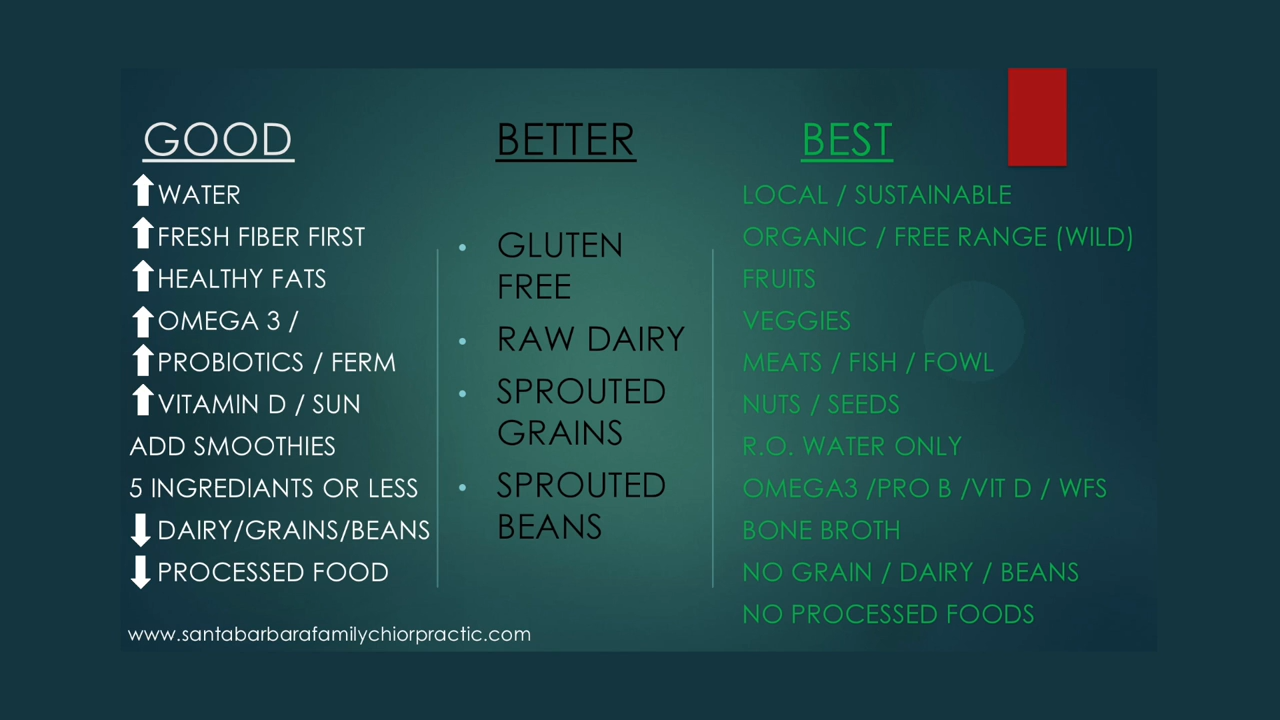 GOOD
WATER
FRESH FIBER FIRST
HEALTHY FATS
OMEGA 3 /
PROBIOTICS / FERM
VITAMIN D / SUN
ADD SMOOTHIES
5 INGREDIANTS OR LESS
DAIRY/GRAINS/BEANS
PROCESSED FOOD
www.santabarbarafamilychiorpractic.com
BETTER
GLUTEN
FREE
RAW DAIRY
SPROUTED
GRAINS
SPROUTED
BEANS
BEST
LOCAL / SUSTAINABLE
ORGANIC / FREE RANGE (WILD)
FRUITS
VEGGIES
MEATS / FISH / FOWL
NUTS / SEEDS
R.O. WATER ONLY
OMEGA3 /PRO B /VIT D / WFS
BONE BROTH
NO GRAIN / DAIRY / BEANS
NO PROCESSED FOODS